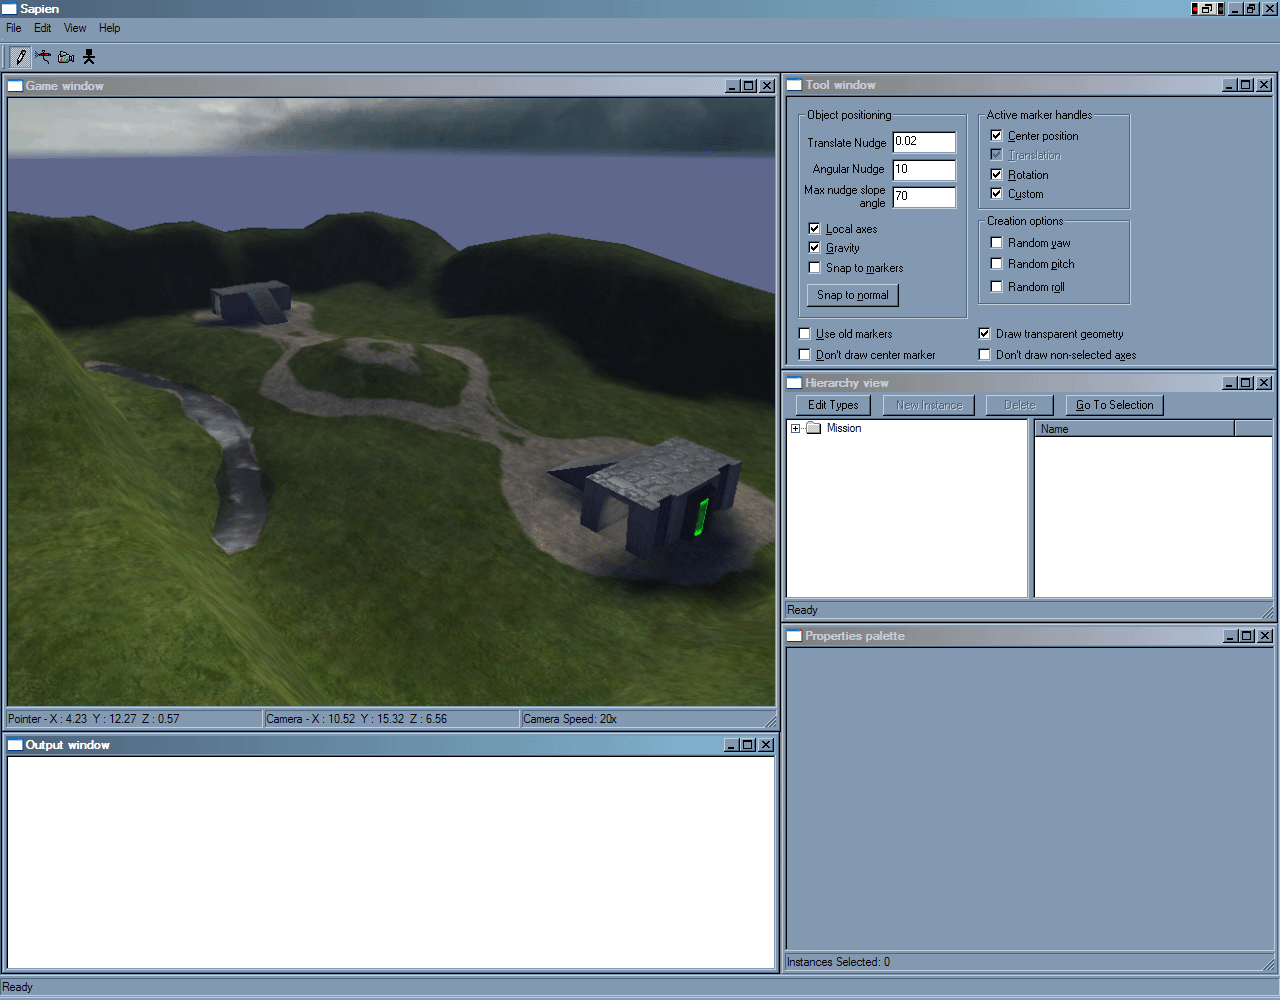 Sapien
File Edit View Help
Game window
Pointer - X : 4.23 Y : 12.27 Z : 0.57
Camera - X : 10.52 Y : 15.32 Z : 6.56
Camera Speed: 20x
Output window
Tool window
Object positioning
Translate Nudge 0.02
Angular Nudge 10
Max nudge slope
angle 70
Local axes
Gravity
Snap to markers
Snap to normal
Active marker handles
Center position
Translation
Rotation
Custom
Creation options
Random yaw
Random pitch
Random roll
Use old markers
Draw transparent geometry
Don't draw center marker
Don't draw non-selected axes
Hierarchy view
Edit Types New Instance Delete Go To Selection
Mission
Name
Ready
Properties palette
Instances Selected: 0
Ready